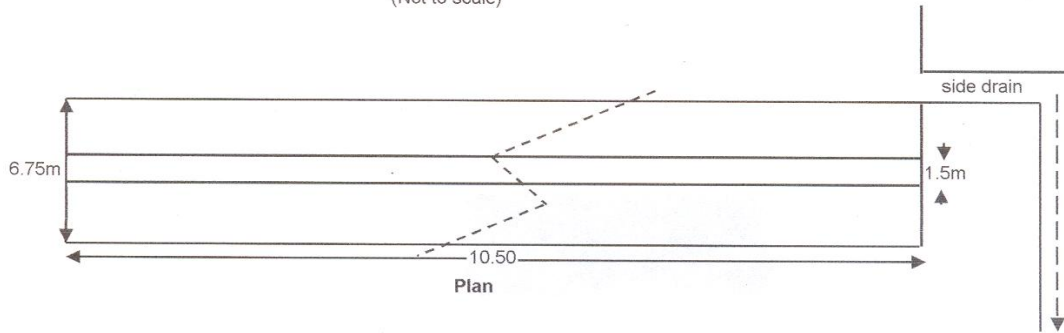 (Not to scale)
side drain
6.75m
1.5m
10.50
Plan